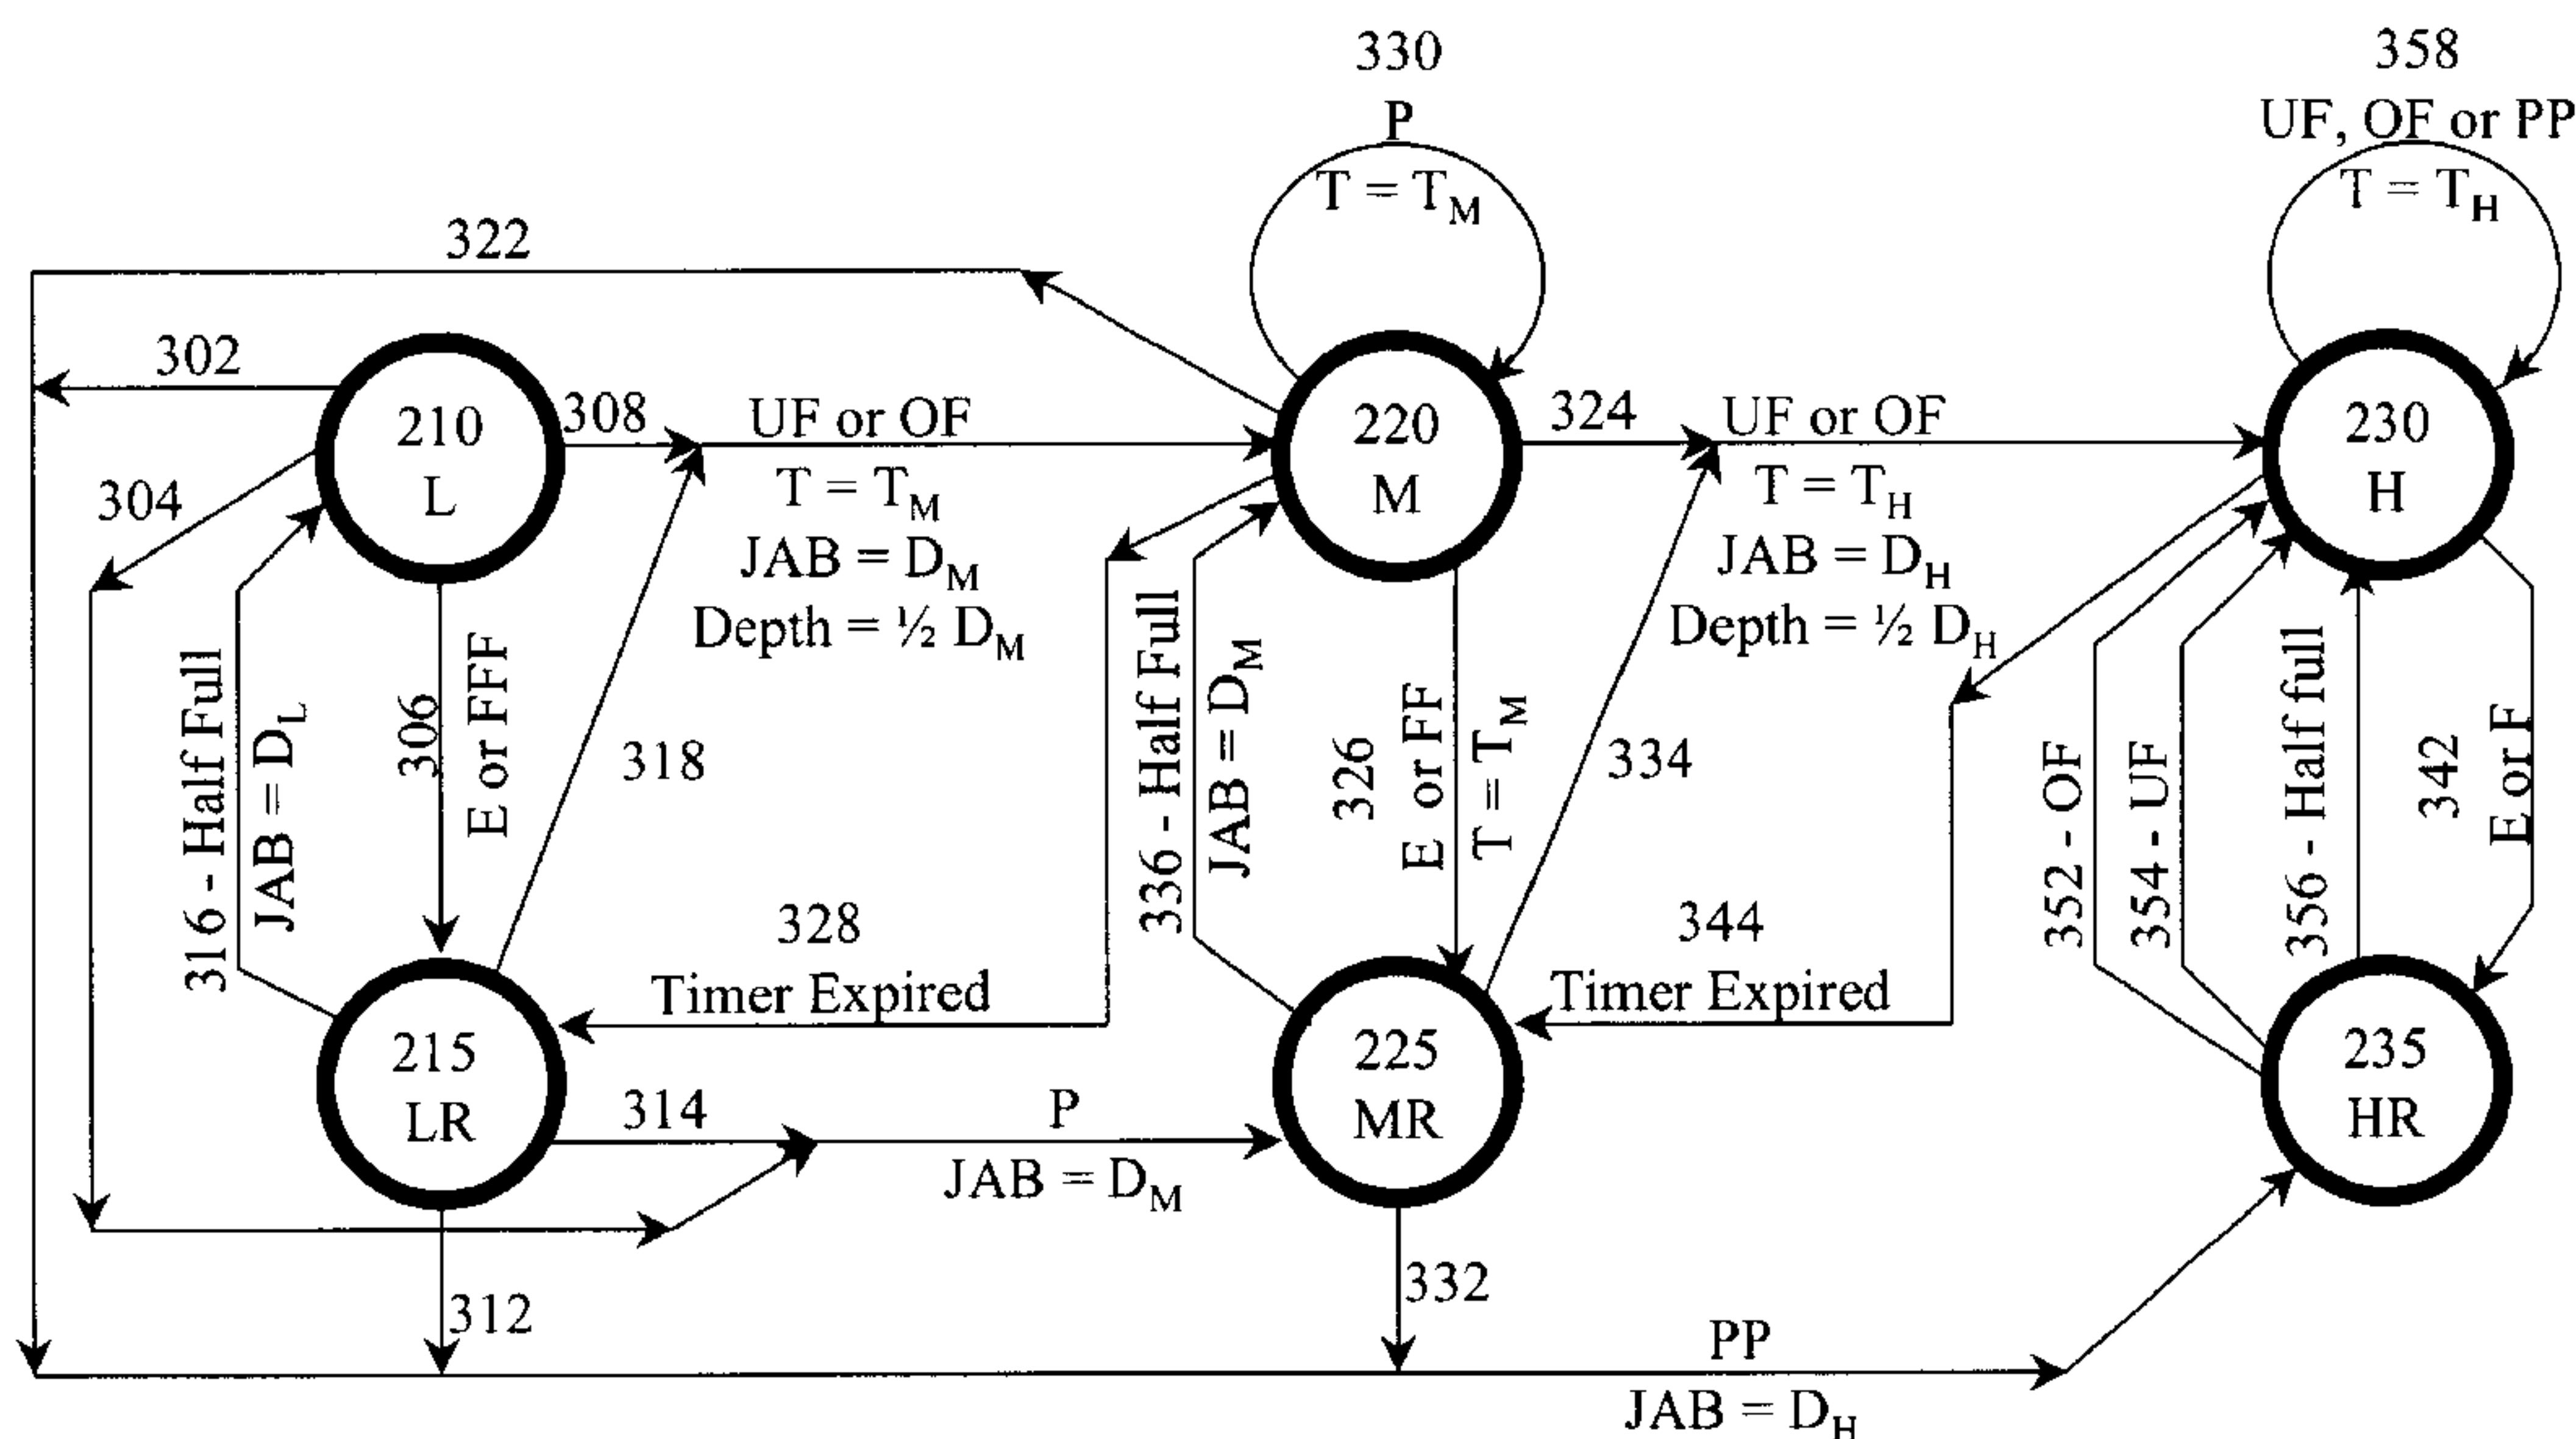 330
P
T = T_M
358
UF, OF or PP
T = T_H
322
302
304
210
L
308
UF or OF
T = T_M
JAB = D_M
Depth = ½ D_M
220
M
324
UF or OF
T = T_H
JAB = D_H
Depth = ½ D_H
230
H
316 - Half Full
JAB = D_L
306
E or FFF
318
336 - Half Full
JAB = D_M
326
E or FF
T = T_M
334
352 - OF
354 - UF
356 - Half full
342
E or F
328
Timer Expired
344
Timer Expired
215
LR
314
P
JAB = D_M
225
MR
235
HR
312
332
PP
JAB = D_H